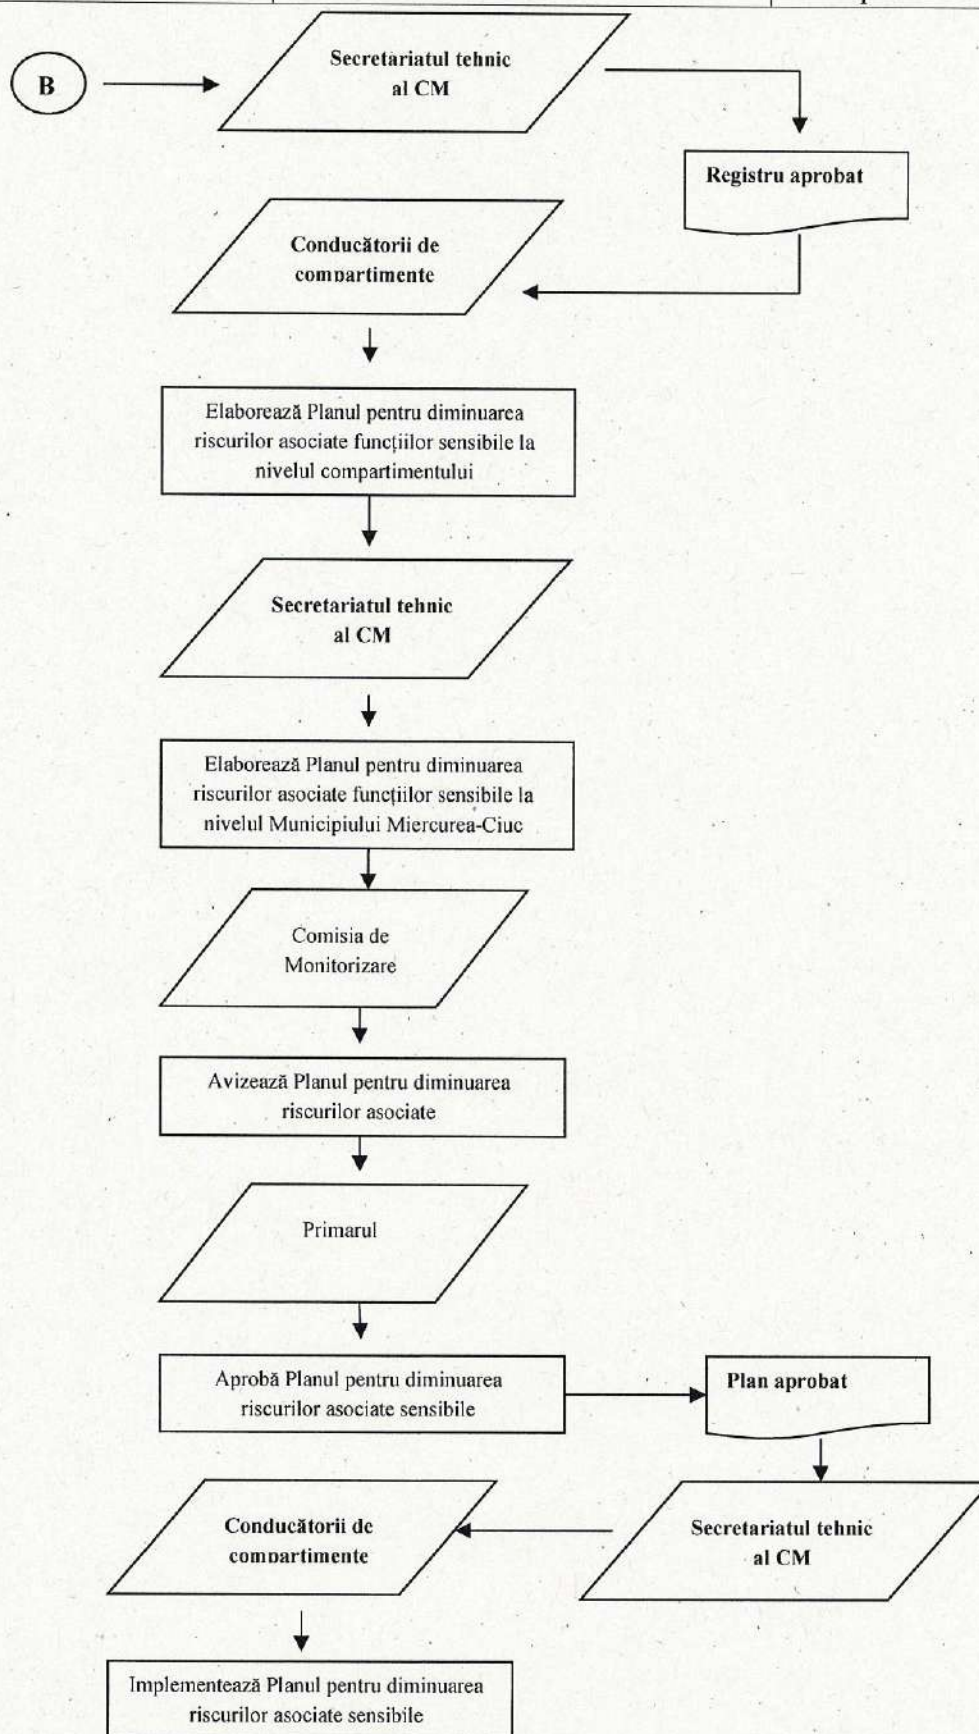 B
Secretariatul tehnic
al CM
Registru aprobat
Conducătorii de
compartimente
Elaborează Planul pentru diminuarea
riscurilor asociate funcțiilor sensibile la
nivelul compartimentului
Secretariatul tehnic
al CM
Elaborează Planul pentru diminuarea
riscurilor asociate funcțiilor sensibile la
nivelul Municipiului Miercurea-Ciuc
Comisia de
Monitorizare
Avizează Planul pentru diminuarea
riscurilor asociate
Primarul
Aprobă Planul pentru diminuarea
riscurilor asociate sensibile
Plan aprobat
Conducătorii de
compartimente
Secretariatul tehnic
al CM
Implementează Planul pentru diminuarea
riscurilor asociate sensibile